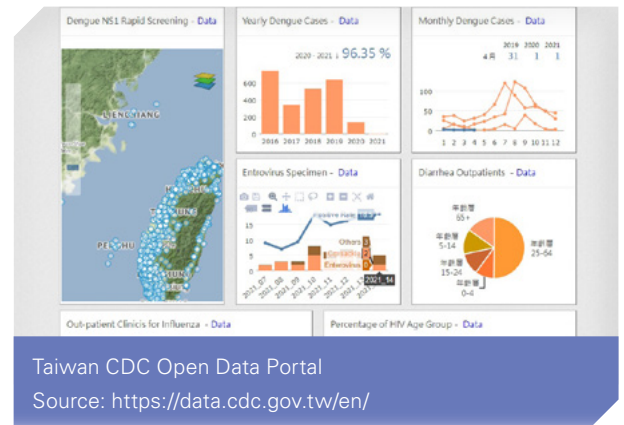 Dengue NS1 Rapid Screening - Data
LIENCHIANG
Yearly Dengue Cases - Data
2020 - 2021 ↓ 96.35 %
600
400
200
0
2016 2017 2018 2019 2020 2021
Monthly Dengue Cases - Data
2019 2020 2021
4月 31 1 1
100
50
0
1 2 3 4 5 6 7 8 9 10 11 12
Entrovirus Specimen - Data
15
10
5
0
Others
Enterovirus
2021_07
2021_08
2021_09
2021_10
2021_11
2021_14
Diarrhea Outpatients - Data
年齡層
65+
年齡層
5-14
年齡層
15-24
年齡層
0-4
年齡層
25-64
Out-patient Clinicis for Influenza - Data
Percentage of HIV Age Group - Data
Taiwan CDC Open Data Portal
Source: https://data.cdc.gov.tw/en/